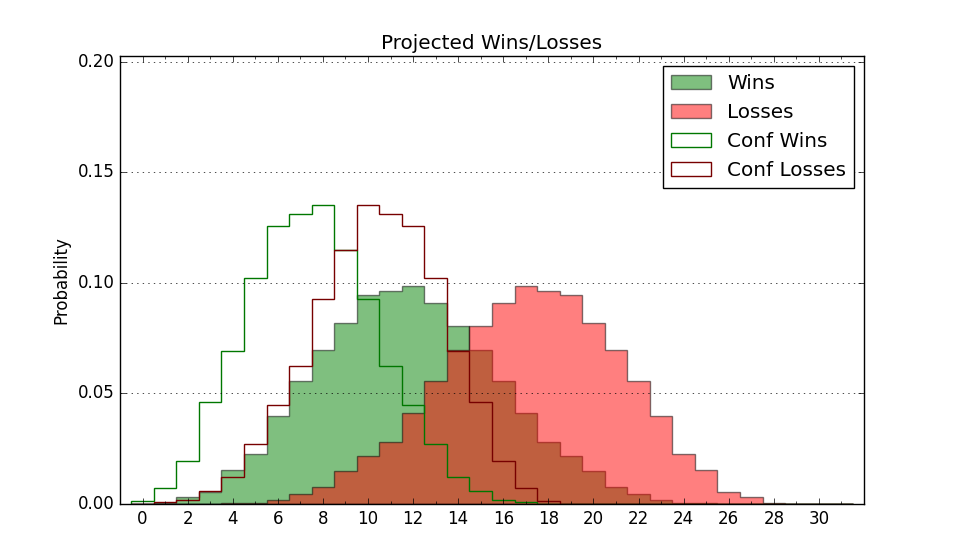 Projected Wins/Losses
0.20
0.15
0.10
0.05
0.00
Probability
Wins
Losses
Conf Wins
Conf Losses
0 2 4 6 8 10 12 14 16 18 20 22 24 26 28 30